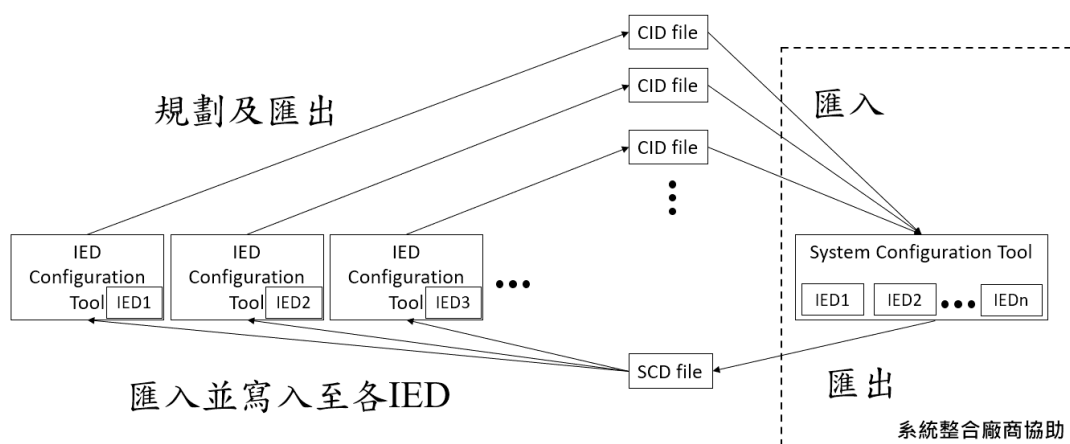 CID file
CID file
規劃及匯出
匯入
CID file
IED
Configuration
Tool
IED1
IED
Configuration
Tool
IED2
IED
Configuration
Tool
IED3
System Configuration Tool
IED1
IED2
IEDn
SCD file
匯入並寫入至各IED
匯出
系統整合廠商協助